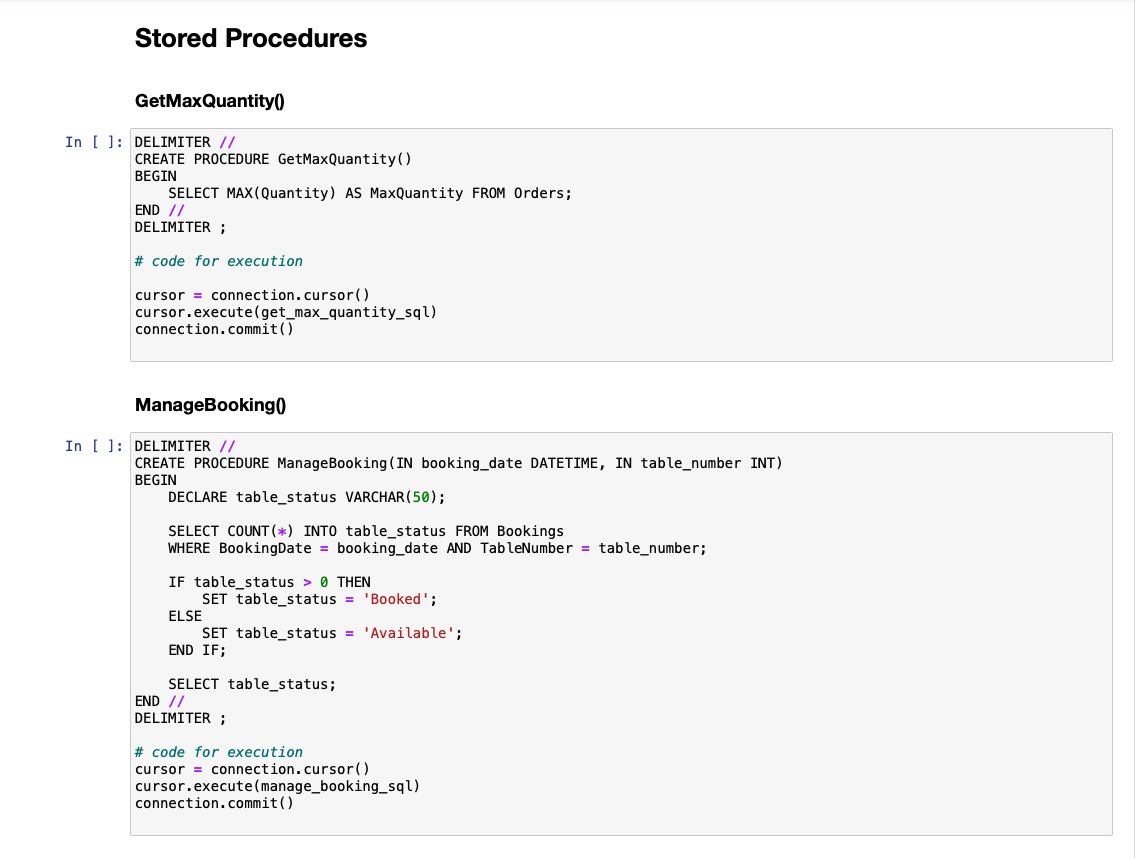 Stored Procedures
GetMaxQuantity()
In [ ]: DELIMITER //
CREATE PROCEDURE GetMaxQuantity()
BEGIN
    SELECT MAX(Quantity) AS MaxQuantity FROM Orders;
END //
DELIMITER ;
# code for execution
cursor = connection.cursor()
cursor.execute(get_max_quantity_sql)
connection.commit()
ManageBooking()
In [ ]: DELIMITER //
CREATE PROCEDURE ManageBooking(IN booking_date DATETIME, IN table_number INT)
BEGIN
    DECLARE table_status VARCHAR(50);
    SELECT COUNT(*) INTO table_status FROM Bookings
    WHERE BookingDate = booking_date AND TableNumber = table_number;
    IF table_status > 0 THEN
        SET table_status = 'Booked';
    ELSE
        SET table_status = 'Available';
    END IF;
    SELECT table_status;
END //
DELIMITER ;
# code for execution
cursor = connection.cursor()
cursor.execute(manage_booking_sql)
connection.commit()